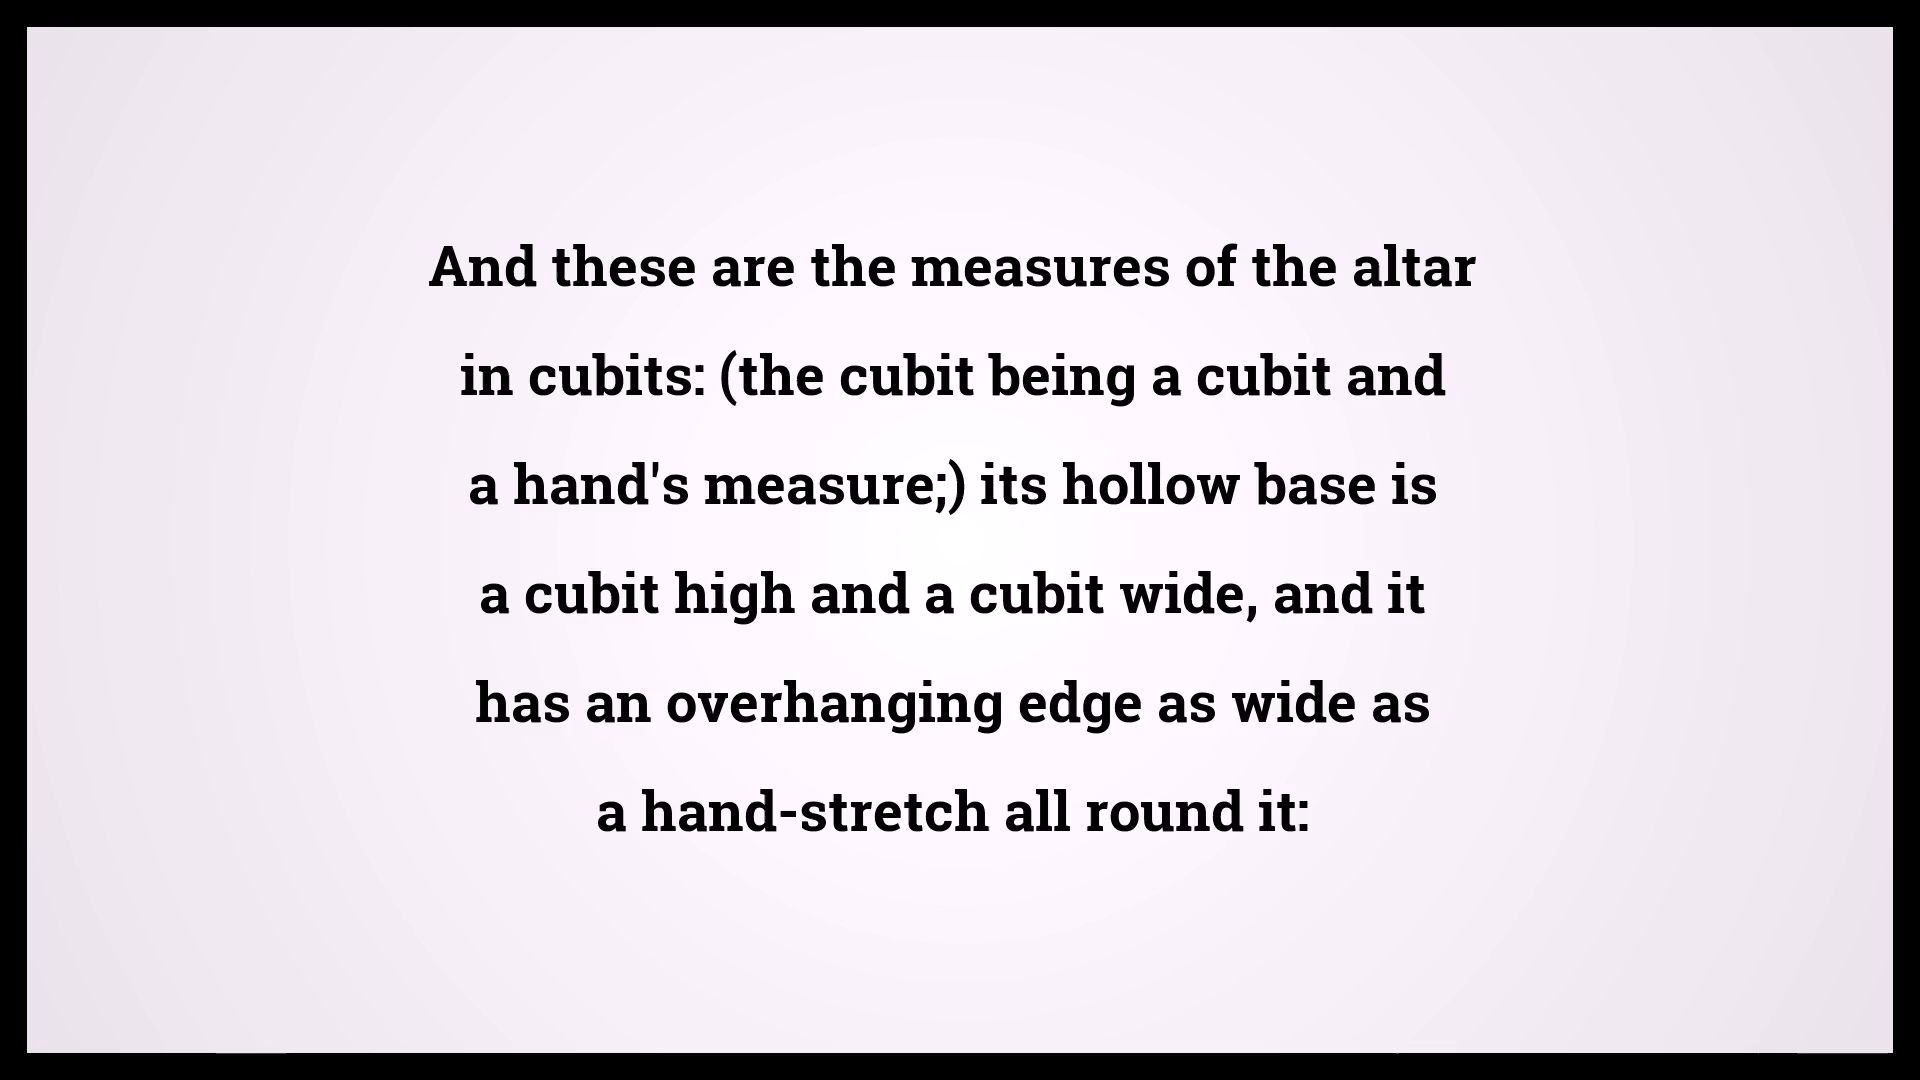 And these are the measures of the altar
in cubits: (the cubit being a cubit and
a hand's measure;) its hollow base is
a cubit high and a cubit wide, and it
has an overhanging edge as wide as
a hand-stretch all round it: